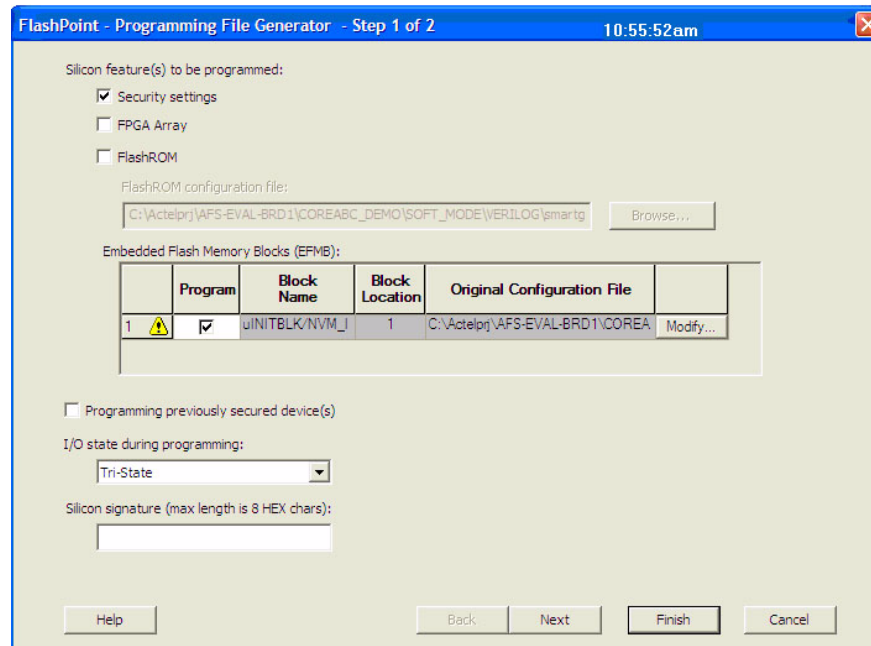 FlashPoint - Programming File Generator - Step 1 of 2 10:55:52am
Silicon feature(s) to be programmed:
Security settings
FPGA Array
FlashROM
FlashROM configuration file:
C:\Actelprj\AFS-EVAL-BRD1\COREABC_DEMO\SOFT_MODE\VERILOG\smartg Browse...
Embedded Flash Memory Blocks (EFMB):
Program Block Name Block Location Original Configuration File
1 uINITBLK/NVM_I 1 C:\Actelprj\AFS-EVAL-BRD1\COREA Modify...
Programming previously secured device(s)
I/O state during programming:
Tri-State
Silicon signature (max length is 8 HEX chars):
Help Back Next Finish Cancel